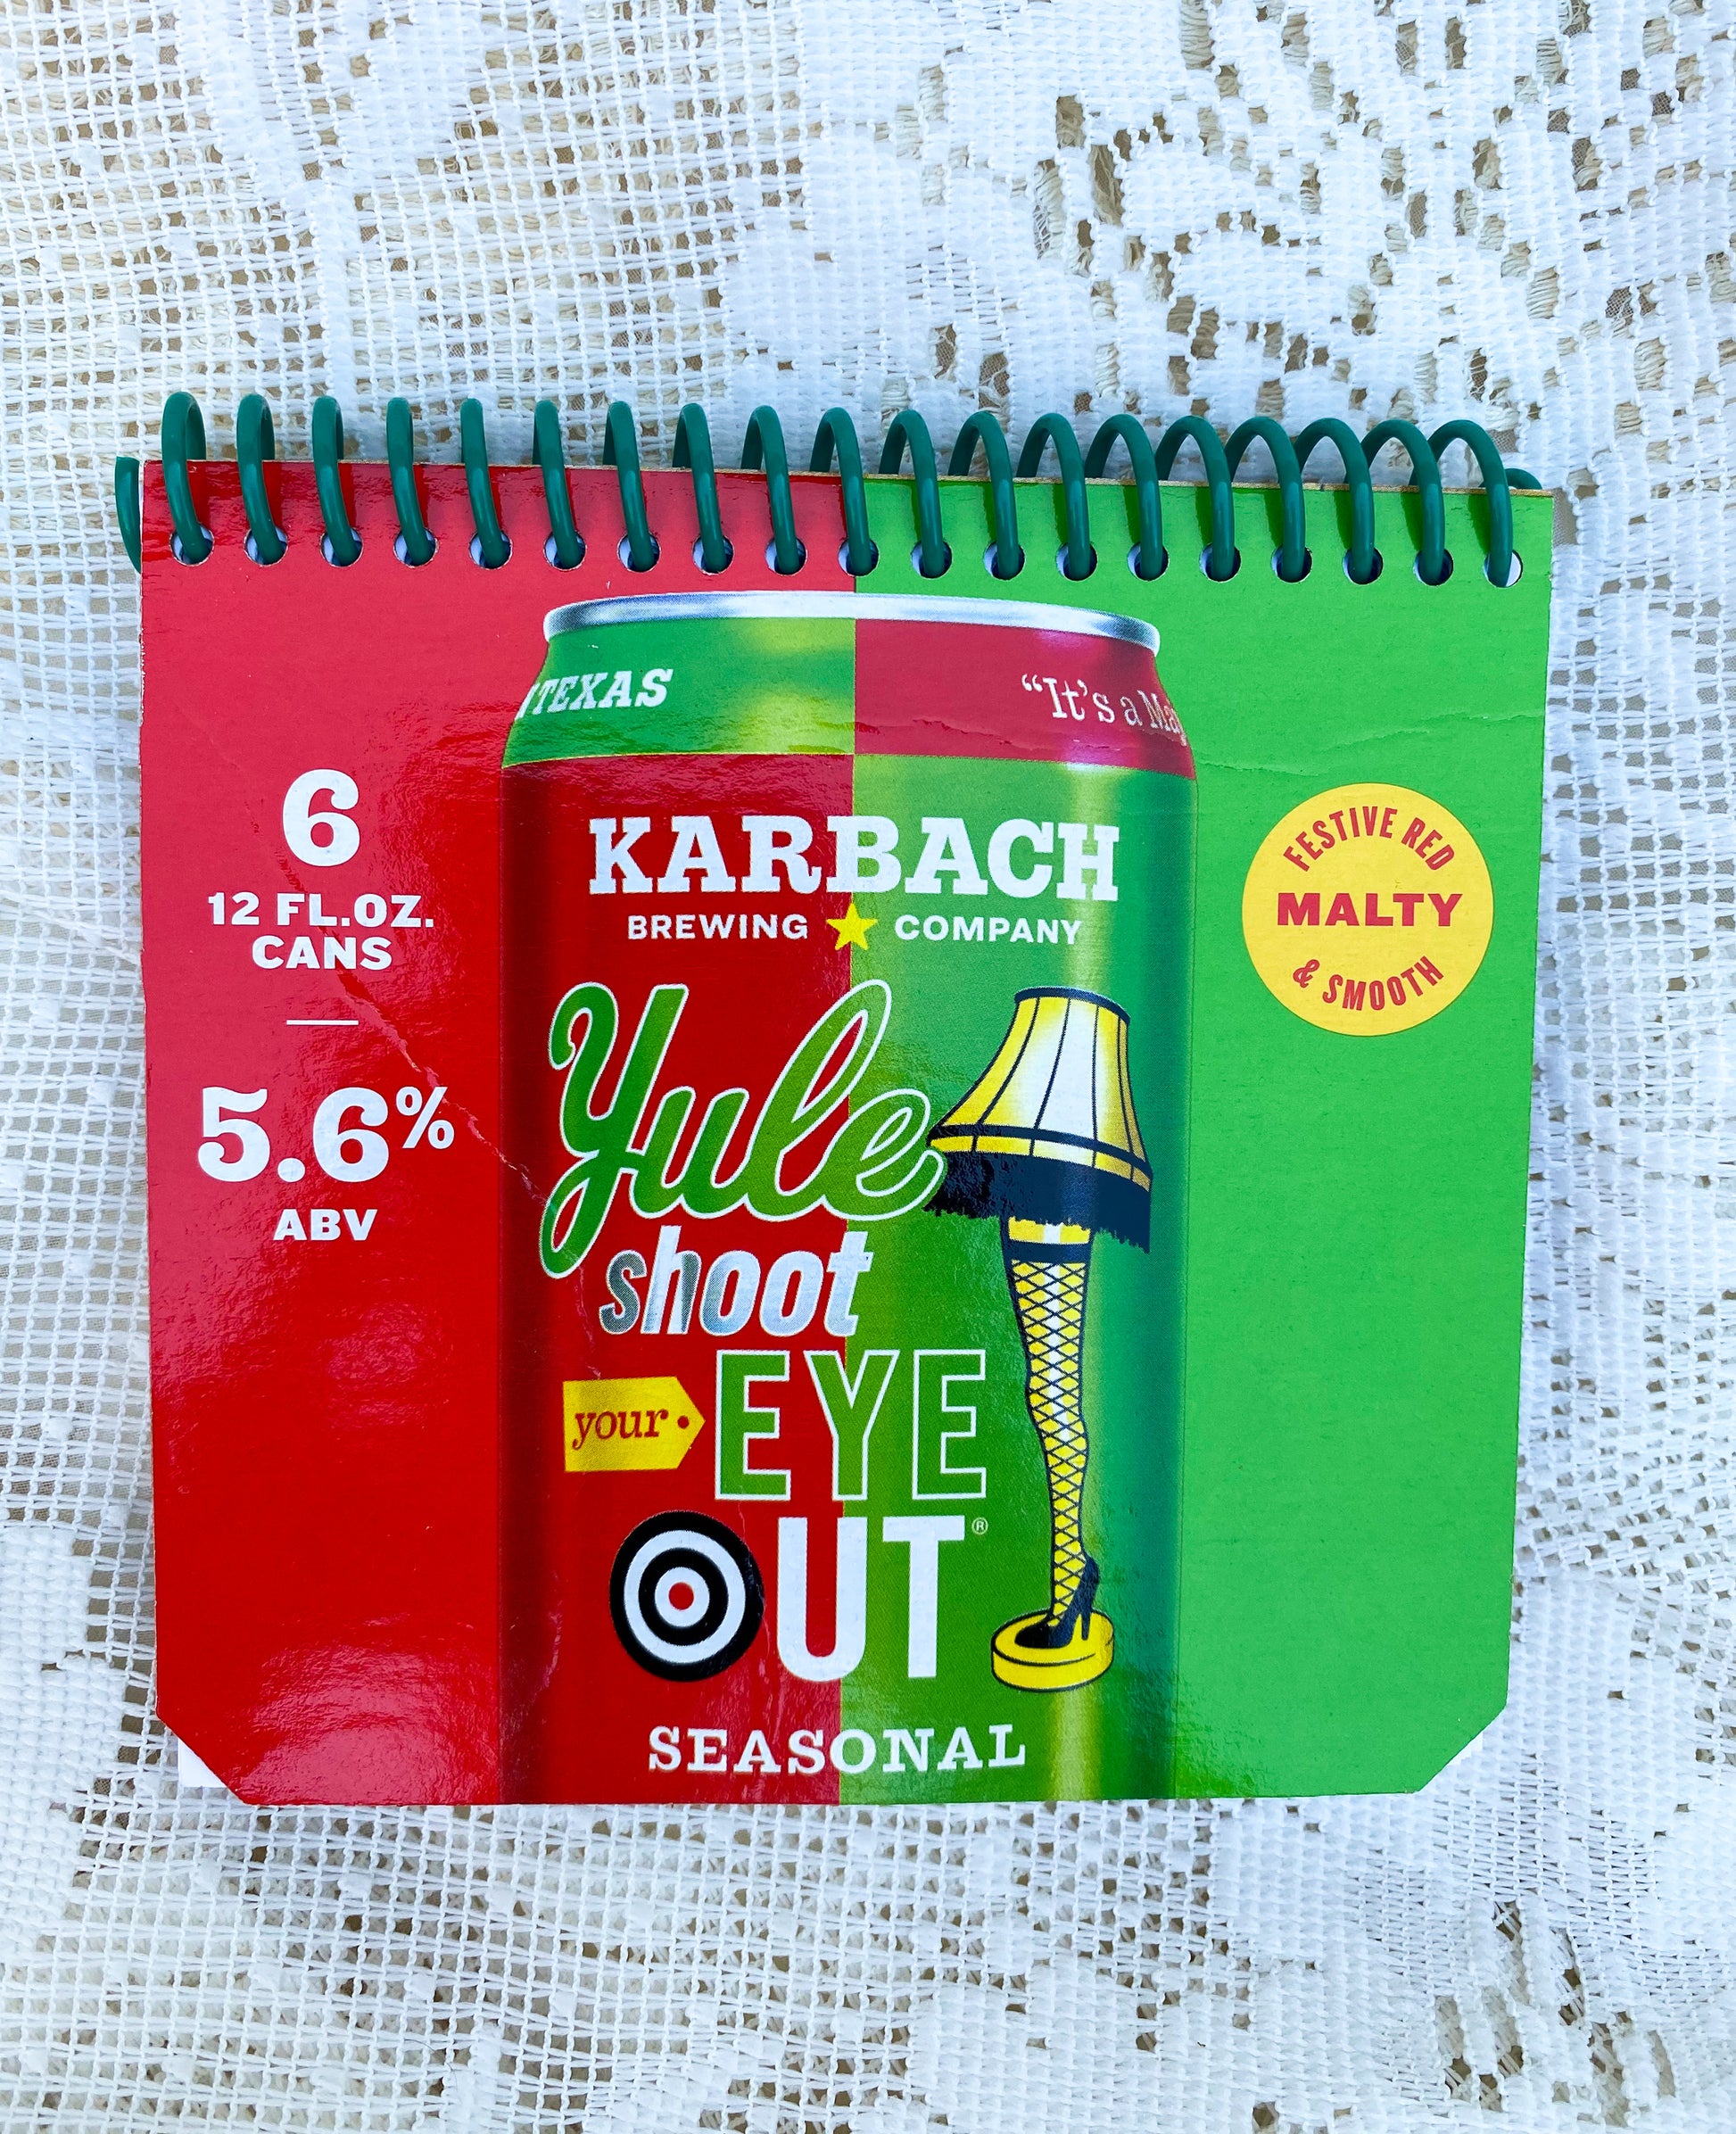 TEXAS
"It's a Maj
KARBACH
BREWING COMPANY
6
12 FL.OZ.
CANS
5.6%
ABV
FESTIVE RED
MALTY
& SMOOTH
Yule
shoot
your EYE
OUT®
SEASONAL